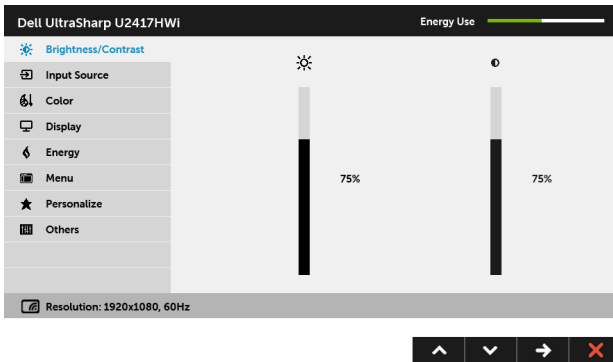 Dell UltraSharp U2417HWi
Energy Use
Brightness/Contrast
Input Source
Color
Display
Energy
Menu
Personalize
Others
75%
75%
Resolution: 1920x1080, 60Hz